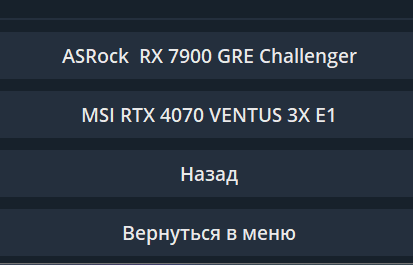 ASRock  RX 7900 GRE Challenger
MSI RTX 4070 VENTUS 3X E1
Назад
Вернуться в меню